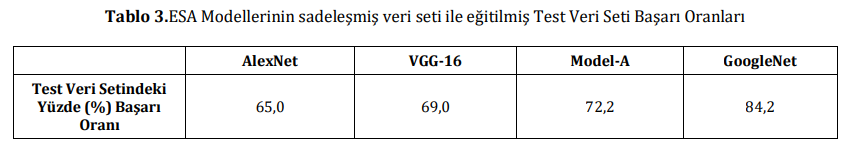 Tablo 3.ESA Modellerinin sadeleşmiş veri seti ile eğitilmiş Test Veri Seti Başarı Oranları
AlexNet VGG-16 Model-A GoogleNet
Test Veri Setindeki
Yüzde (%) Başarı
Oranı
65,0 69,0 72,2 84,2